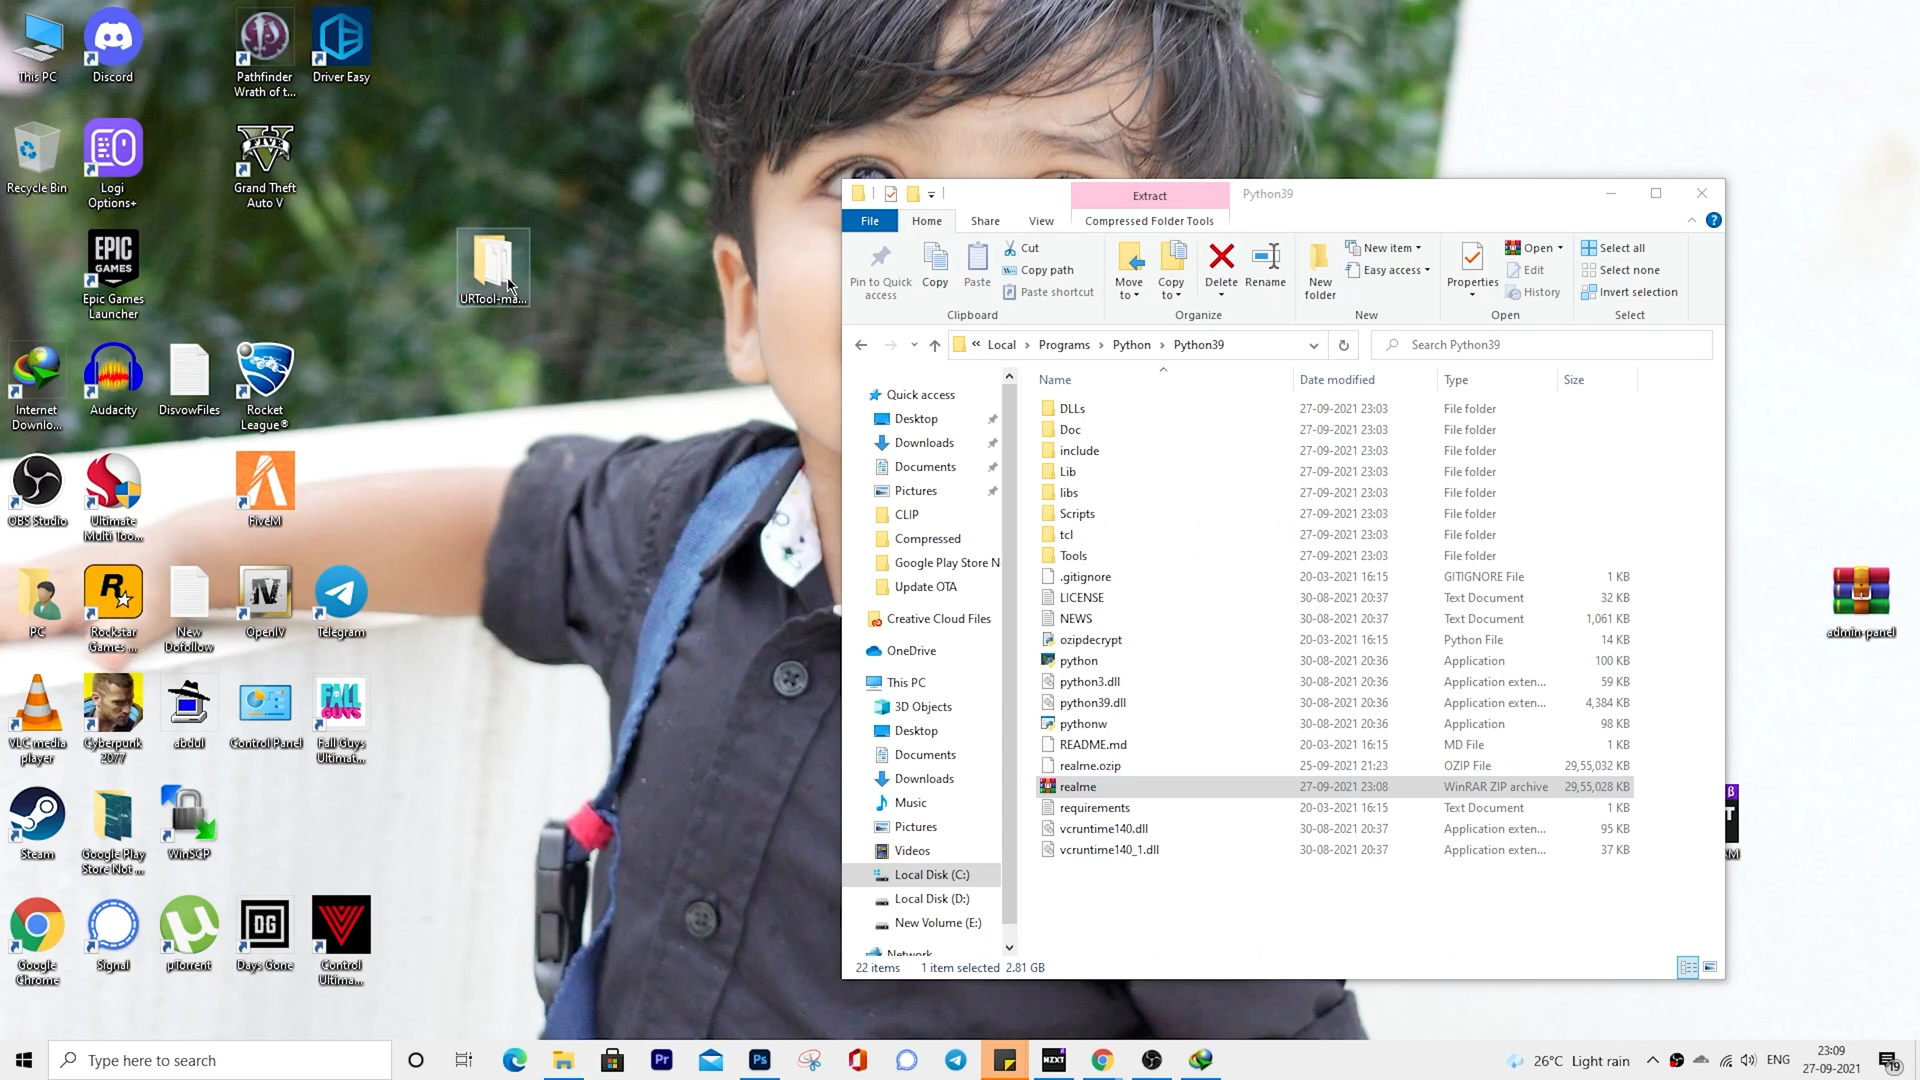 This PC
Discord
Pathfinder
Wrath of t...
Driver Easy
Recycle Bin
Logi
Options+
Grand Theft
Auto V
EPIC
GAMES
Epic Games
Launcher
URTool-ma...
Internet
Downlo...
Audacity
DisvowFiles
Rocket
League®
OBS Studio
Ultimate
Multi Too...
FiveM
PC
Rockstar
Games ...
New
Dofollow
OpenIV
Telegram
VLC media
player
Cyberpunk
2077
abdul
Control Panel
FALL
GUYS
Fall Guys
Ultimat...
Steam
Google Play
Store Not ...
WinSCP
Google
Chrome
Signal
µTorrent
DG
Days Gone
Control
Ultima...
admin-panel
Extract
Python39
File
Home
Share
View
Compressed Folder Tools
Pin to Quick
access
Copy
Paste
Cut
Copy path
Paste shortcut
Clipboard
Move
to
Copy
to
Delete
Rename
Organize
New
folder
New item
Easy access
New
Properties
Open
Edit
History
Open
Select all
Select none
Invert selection
Select
« Local > Programs > Python > Python39
Search Python39
Quick access
Desktop
Downloads
Documents
Pictures
CLIP
Compressed
Google Play Store N
Update OTA
Creative Cloud Files
OneDrive
This PC
3D Objects
Desktop
Documents
Downloads
Music
Pictures
Videos
Local Disk (C:)
Local Disk (D:)
New Volume (E:)
Network
Name Date modified Type Size
DLLs 27-09-2021 23:03 File folder
Doc 27-09-2021 23:03 File folder
include 27-09-2021 23:03 File folder
Lib 27-09-2021 23:03 File folder
libs 27-09-2021 23:03 File folder
Scripts 27-09-2021 23:03 File folder
tcl 27-09-2021 23:03 File folder
Tools 27-09-2021 23:03 File folder
.gitignore 20-03-2021 16:15 GITIGNORE File 1 KB
LICENSE 30-08-2021 20:37 Text Document 32 KB
NEWS 30-08-2021 20:37 Text Document 1,061 KB
ozipdecrypt 20-03-2021 16:15 Python File 14 KB
python 30-08-2021 20:36 Application 100 KB
python3.dll 30-08-2021 20:36 Application exten... 59 KB
python39.dll 30-08-2021 20:36 Application exten... 4,384 KB
pythonw 30-08-2021 20:36 Application 98 KB
README.md 20-03-2021 16:15 MD File 1 KB
realme.ozip 25-09-2021 21:23 OZIP File 29,55,032 KB
realme 27-09-2021 23:08 WinRAR ZIP archive 29,55,028 KB
requirements 20-03-2021 16:15 Text Document 1 KB
vcruntime140.dll 30-08-2021 20:37 Application exten... 95 KB
vcruntime140_1.dll 30-08-2021 20:37 Application exten... 37 KB
22 items 1 item selected 2.81 GB
Type here to search
Pr
Ps
NZXT
26°C Light rain
ENG
23:09
27-09-2021
19